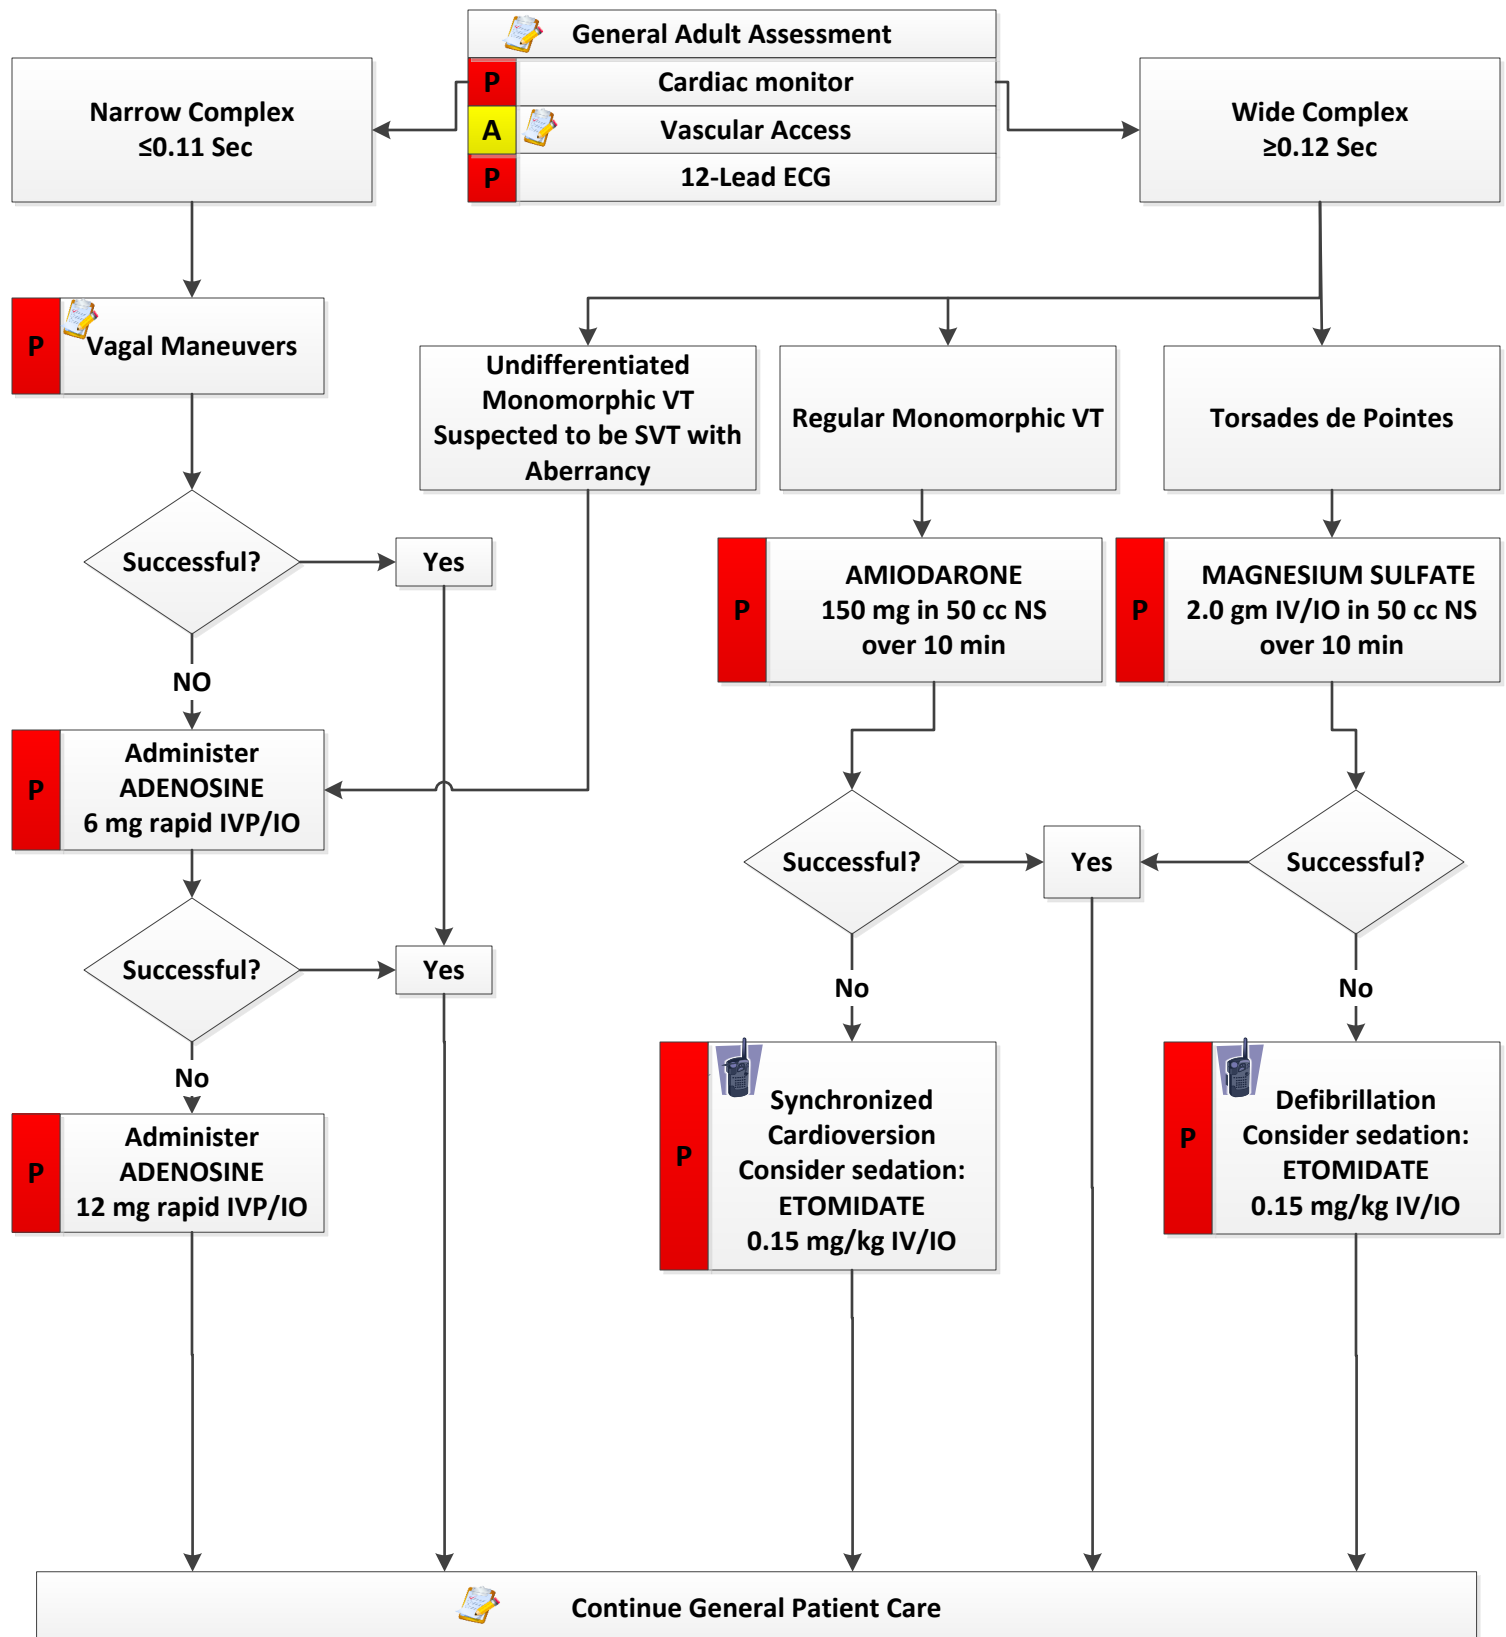 General Adult Assessment
P
Cardiac monitor
A
Vascular Access
P
12-Lead ECG
Narrow Complex
≤0.11 Sec
Wide Complex
≥0.12 Sec
P
Vagal Maneuvers
Undifferentiated
Monomorphic VT
Suspected to be SVT with
Aberrancy
Regular Monomorphic VT
Torsades de Pointes
Successful?
Yes
NO
P
AMIODARONE
150 mg in 50 cc NS
over 10 min
P
MAGNESIUM SULFATE
2.0 gm IV/IO in 50 cc NS
over 10 min
P
Administer
ADENOSINE
6 mg rapid IVP/IO
Successful?
Yes
Successful?
Successful?
Yes
No
No
No
P
Administer
ADENOSINE
12 mg rapid IVP/IO
P
Synchronized
Cardioversion
Consider sedation:
ETOMIDATE
0.15 mg/kg IV/IO
P
Defibrillation
Consider sedation:
ETOMIDATE
0.15 mg/kg IV/IO
Continue General Patient Care